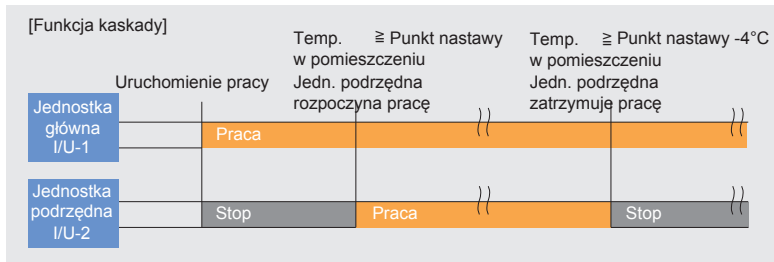 [Funkcja kaskady]
Temp. ≧ Punkt nastawy
w pomieszczeniu
Jedn. podrzędna
rozpoczyna pracę
Temp. ≧ Punkt nastawy -4°C
w pomieszczeniu
Jedn. podrzędna
zatrzymuje pracę
Uruchomienie pracy
Jednostka
główna
I/U-1
Praca
Jednostka
podrzędna
I/U-2
Stop
Praca
Stop